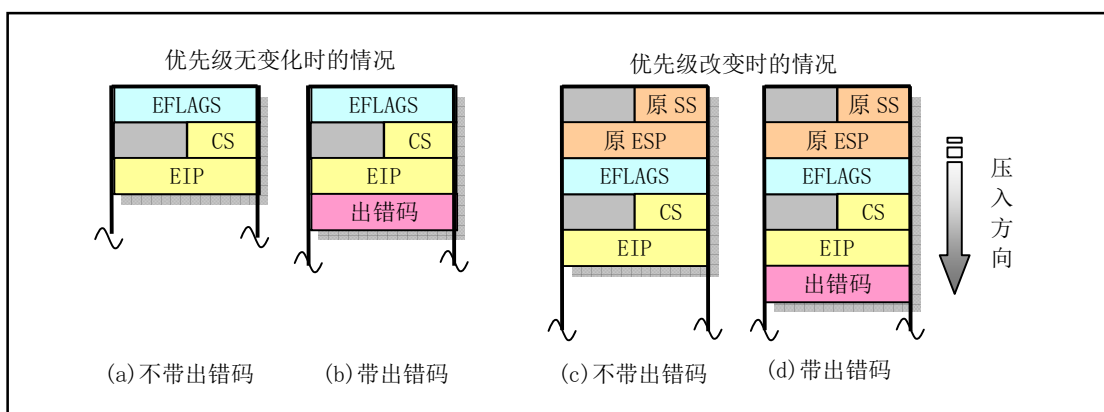 优先级无变化时的情况
EFLAGS
CS
EIP
EFLAGS
CS
EIP
出错码
(a)不带出错码
(b)带出错码
优先级改变时的情况
原 SS
原 ESP
EFLAGS
CS
EIP
原 SS
原 ESP
EFLAGS
CS
EIP
出错码
(c)不带出错码
(d)带出错码
压入方向